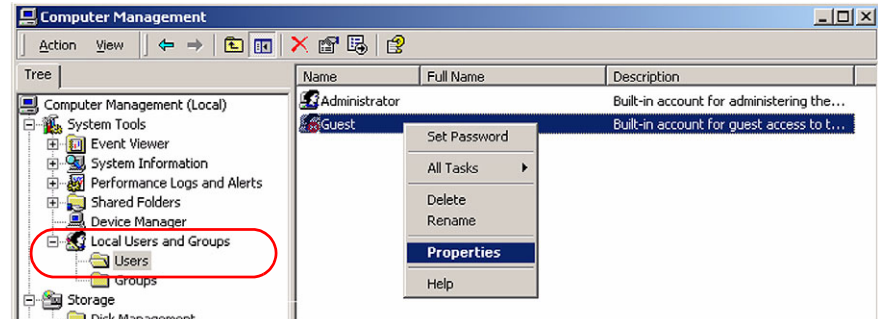 Computer Management
Action View
Tree
Name Full Name Description
Computer Management (Local)
System Tools
Event Viewer
System Information
Performance Logs and Alerts
Shared Folders
Device Manager
Local Users and Groups
Users
Groups
Storage
Disk Management
Administrator Built-in account for administering the...
Guest Built-in account for guest access to t...
Set Password
All Tasks
Delete
Rename
Properties
Help